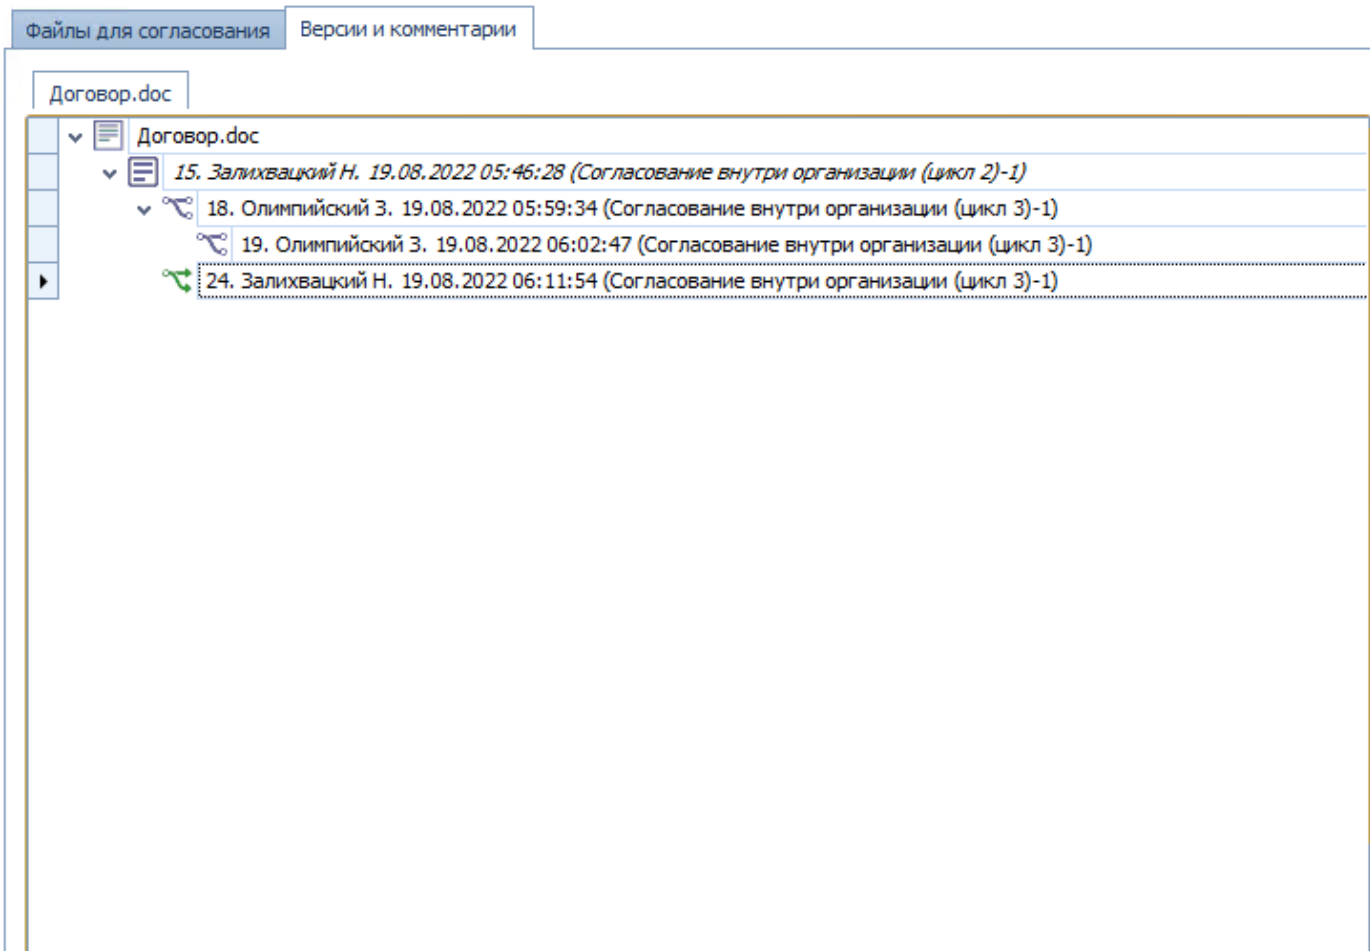 Файлы для согласования
Версии и комментарии
Договор.doc
Договор.doc
15. Залихвацкий Н. 19.08.2022 05:46:28 (Согласование внутри организации (цикл 2)-1)
18. Олимпийский З. 19.08.2022 05:59:34 (Согласование внутри организации (цикл 3)-1)
19. Олимпийский З. 19.08.2022 06:02:47 (Согласование внутри организации (цикл 3)-1)
24. Залихвацкий Н. 19.08.2022 06:11:54 (Согласование внутри организации (цикл 3)-1)